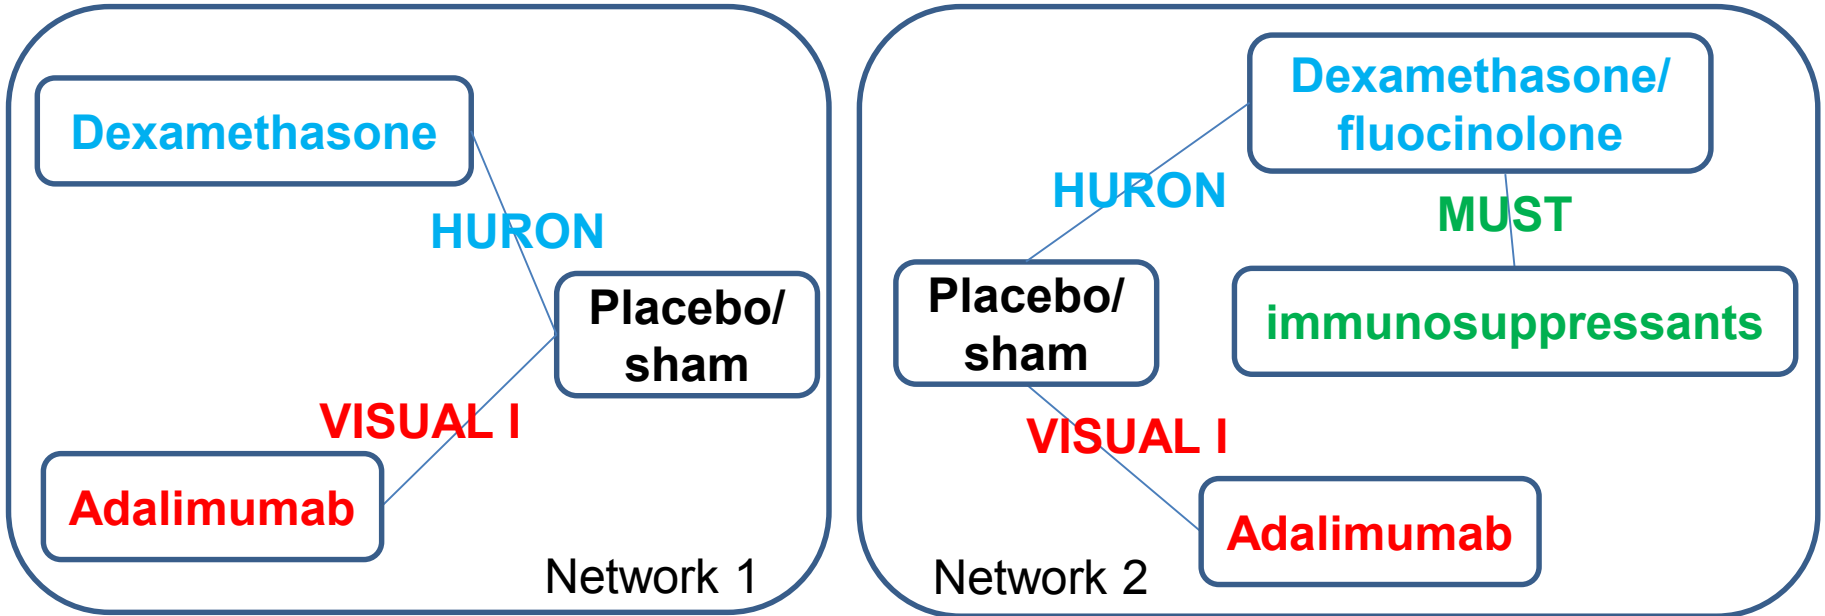 Dexamethasone
HURON
Placebo/
sham
VISUAL I
Adalimumab
Network 1
Dexamethasone/
fluocinolone
HURON
MUST
Placebo/
sham
immunosuppressants
VISUAL I
Adalimumab
Network 2